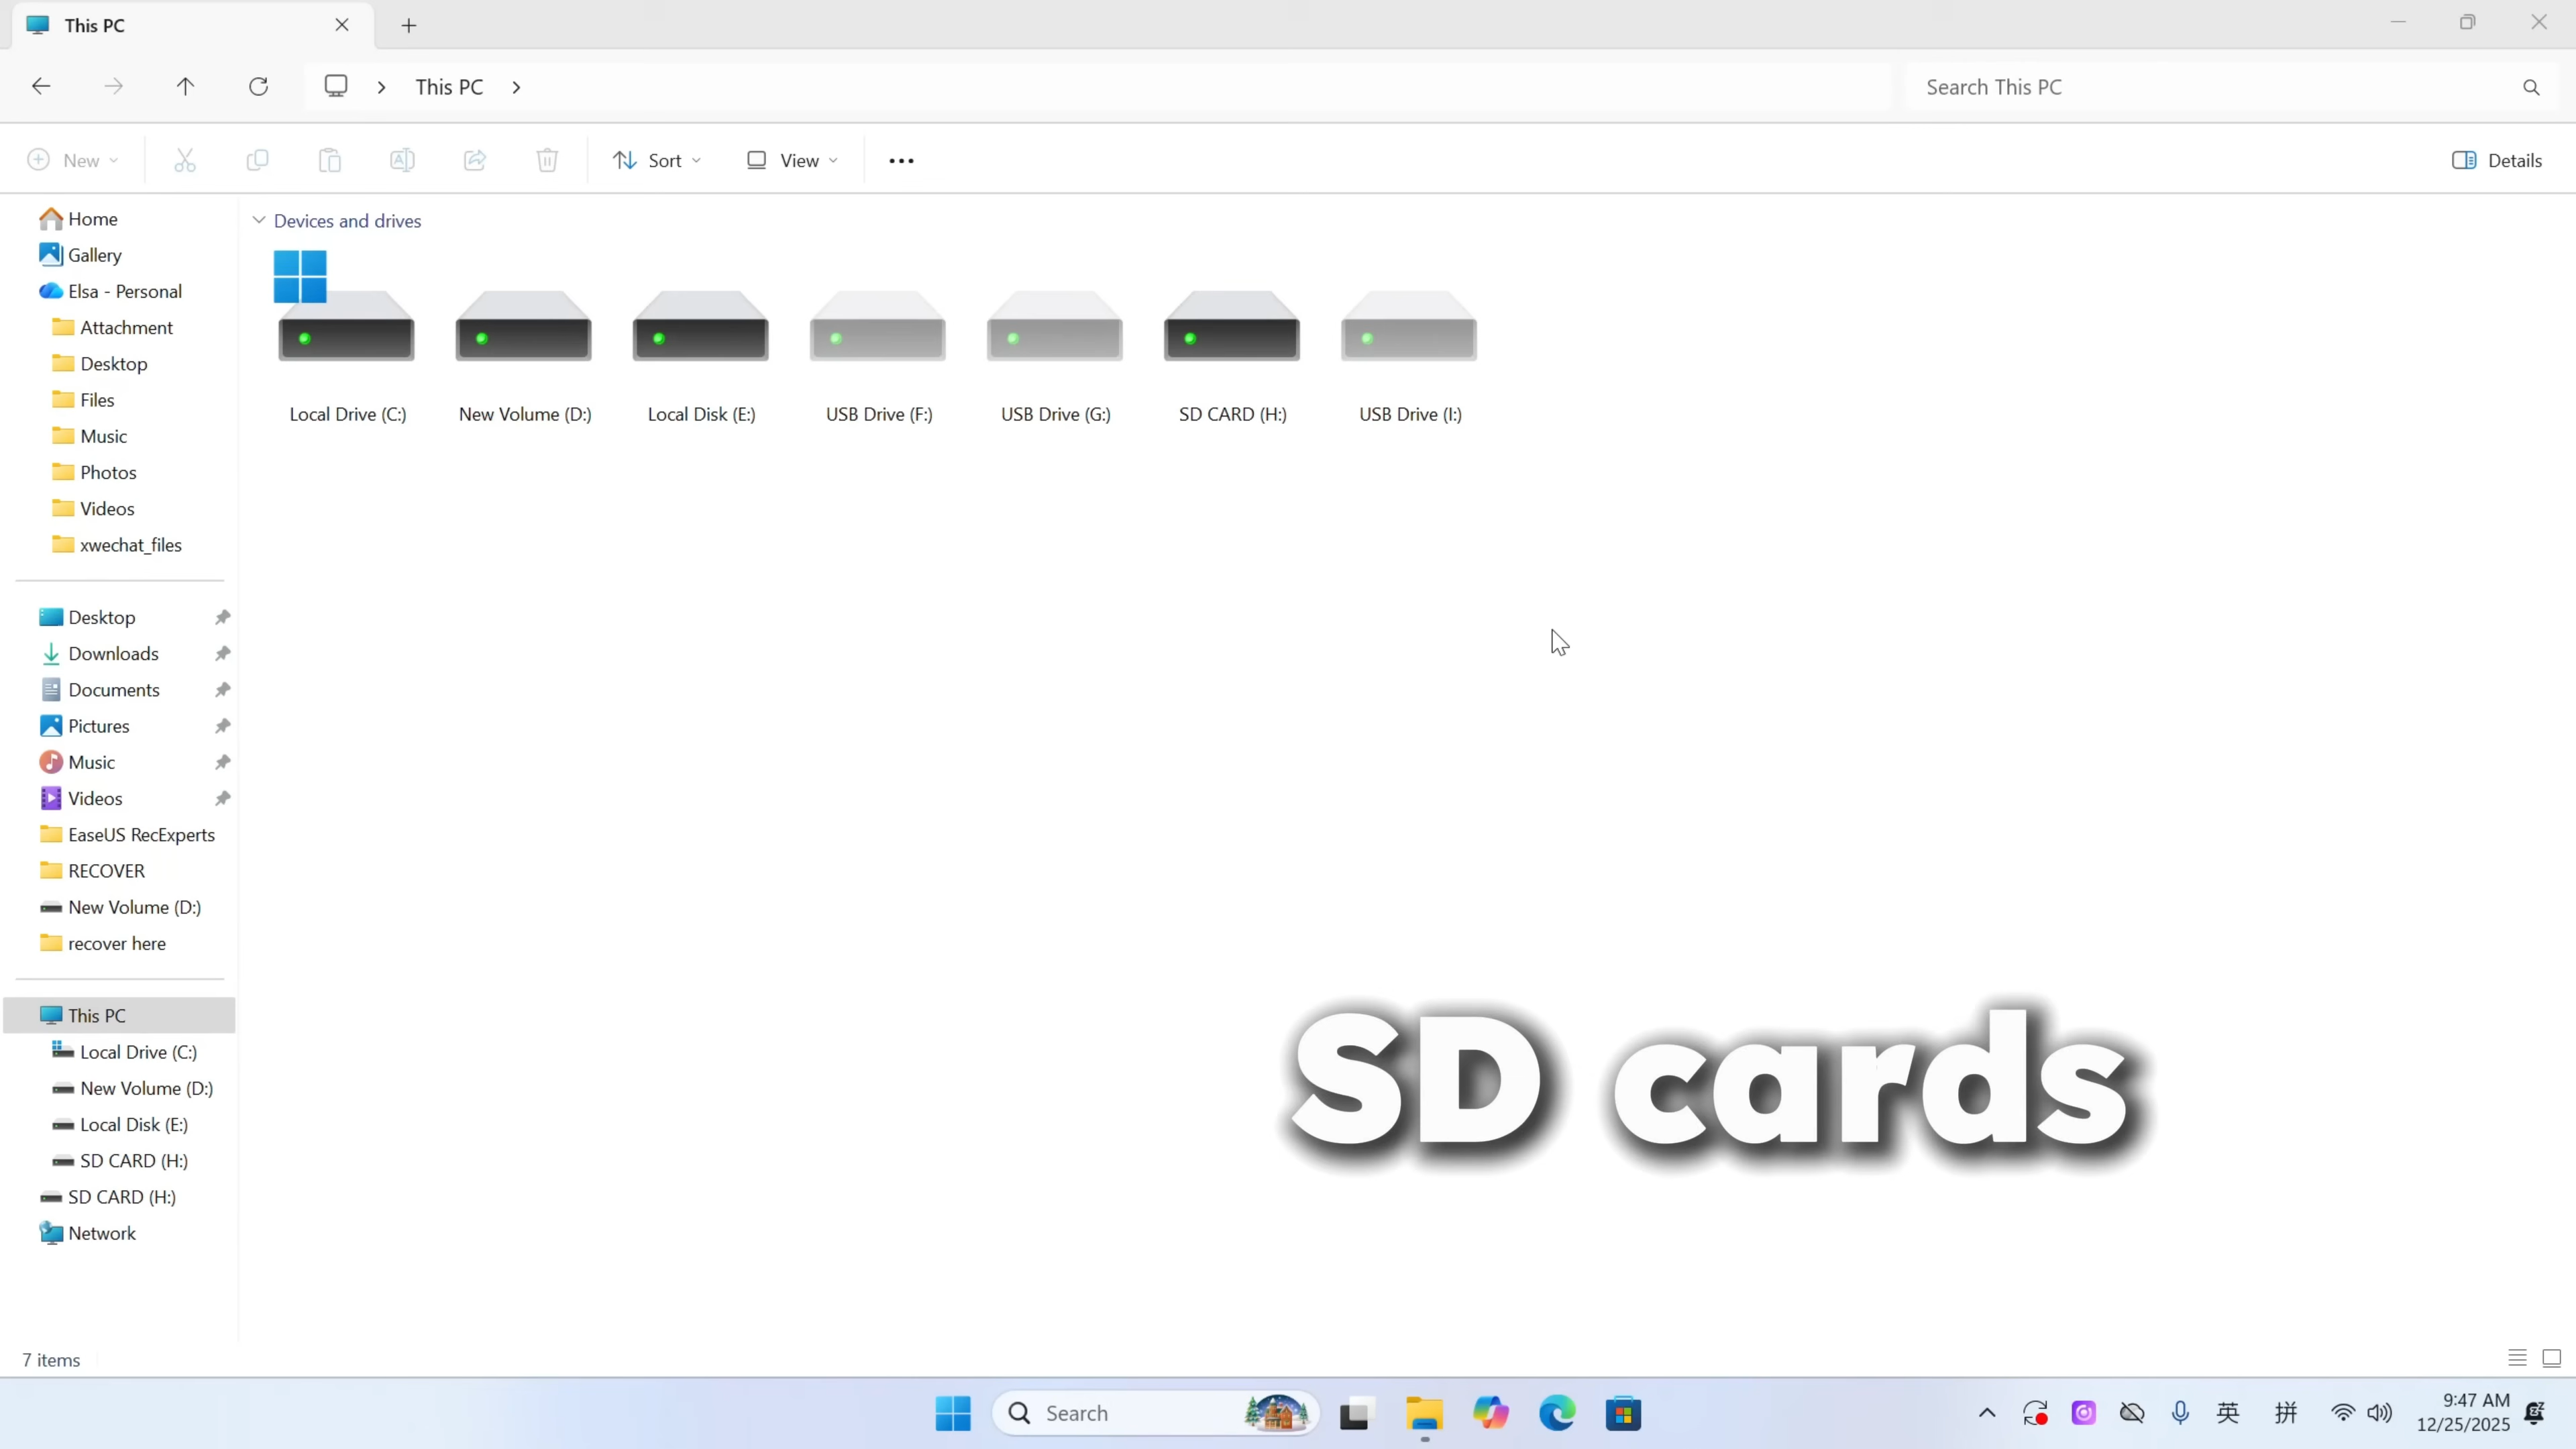 This PC
This PC
Search This PC
New
Sort
View
Details
Home
Gallery
Elsa - Personal
Attachment
Desktop
Files
Music
Photos
Videos
xwechat_files
Desktop
Downloads
Documents
Pictures
Music
Videos
EaseUS RecExperts
RECOVER
New Volume (D:)
recover here
This PC
Local Drive (C:)
New Volume (D:)
Local Disk (E:)
SD CARD (H:)
SD CARD (H:)
Network
Devices and drives
Local Drive (C:)
New Volume (D:)
Local Disk (E:)
USB Drive (F:)
USB Drive (G:)
SD CARD (H:)
USB Drive (I:)
SD cards
7 items
Search
英
拼
9:47 AM
12/25/2025